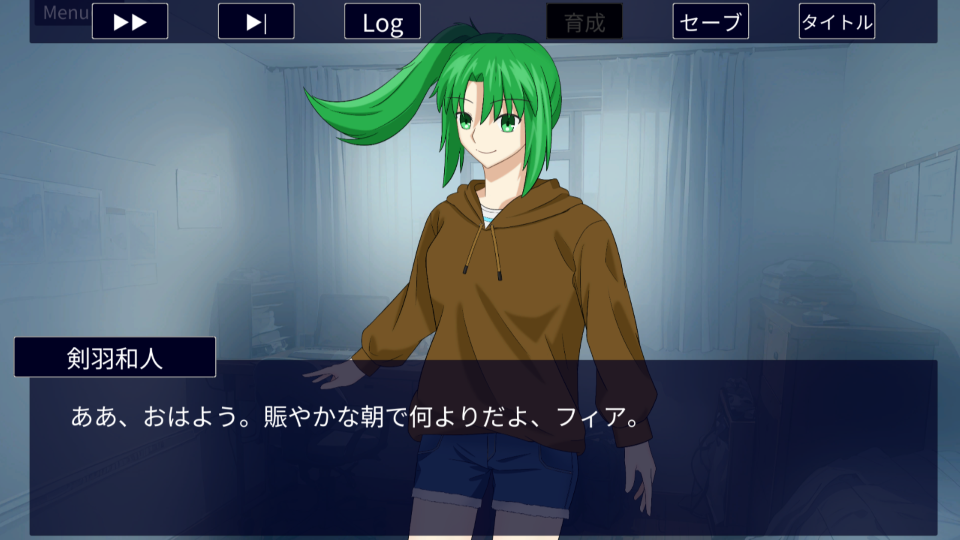 Menu
▶▶
▶|
Log
育成
セーブ
タイトル
剣羽和人
ああ、おはよう。賑やかな朝で何よりだよ、フィア。